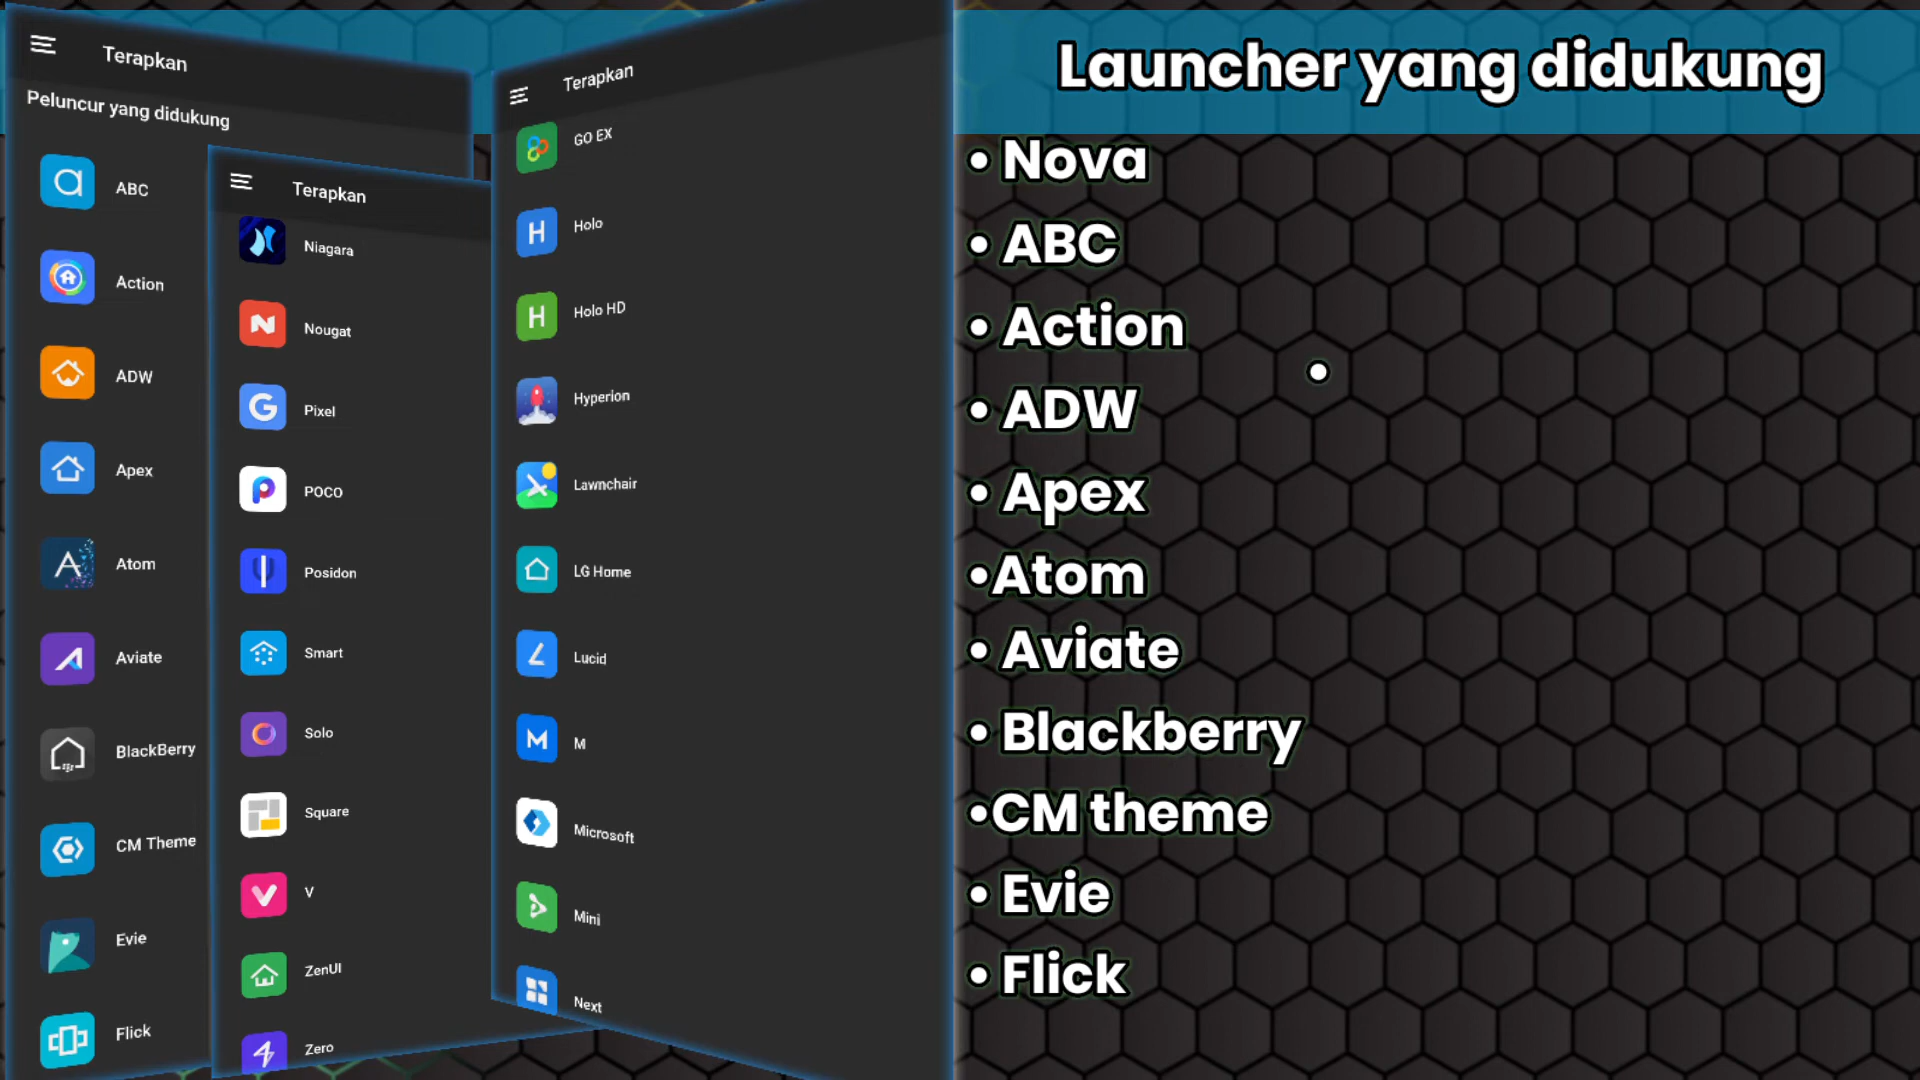 Terapkan
Peluncur yang didukung
ABC
Action
ADW
Apex
Atom
Aviate
BlackBerry
CM Theme
Evie
Flick
Terapkan
Niagara
Nougat
Pixel
POCO
Posidon
Smart
Solo
Square
V
ZenUI
Zero
Terapkan
GO EX
Holo
Holo HD
Hyperion
Lawnchair
LG Home
Lucid
M
Microsoft
Mini
Next
Launcher yang didukung
• Nova
• ABC
• Action
• ADW
• Apex
•Atom
• Aviate
• Blackberry
•CM theme
• Evie
• Flick